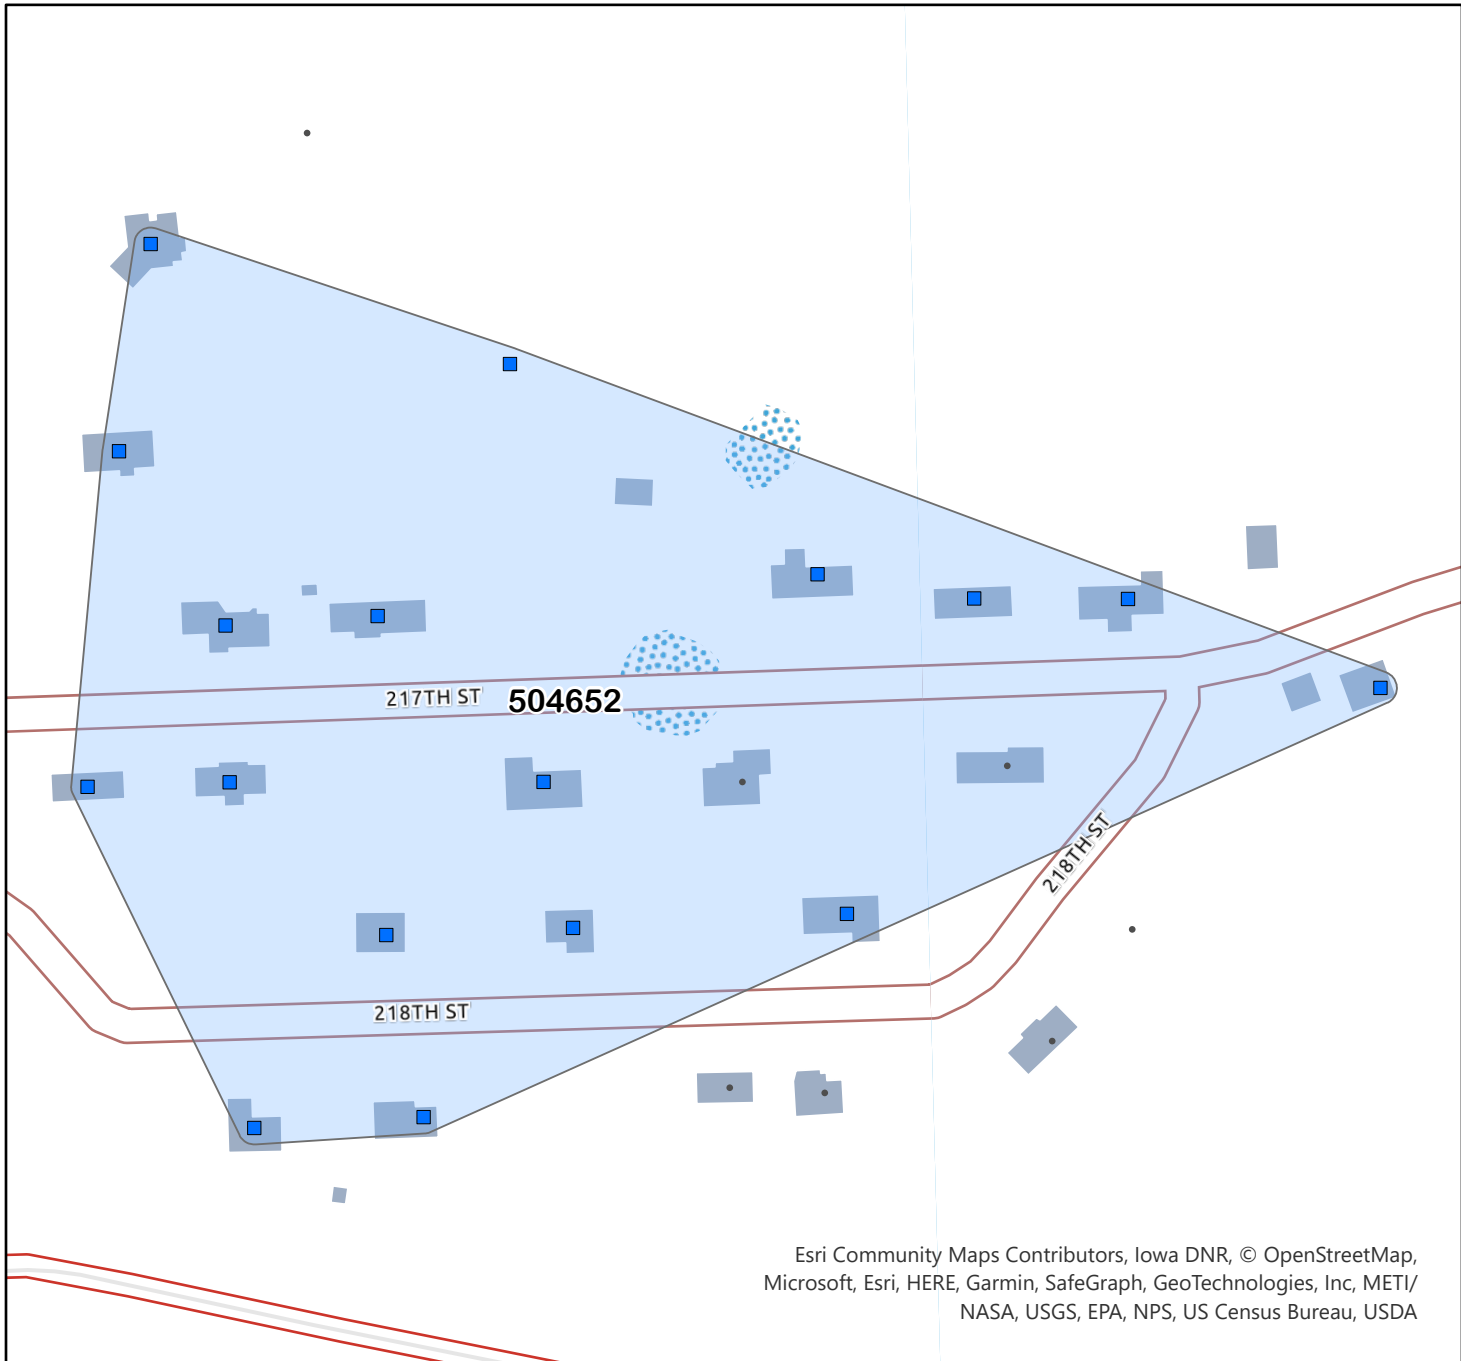 217TH ST
504652
218TH ST
218TH ST
Esri Community Maps Contributors, Iowa DNR, © OpenStreetMap,
Microsoft, Esri, HERE, Garmin, SafeGraph, GeoTechnologies, Inc, METI/
NASA, USGS, EPA, NPS, US Census Bureau, USDA